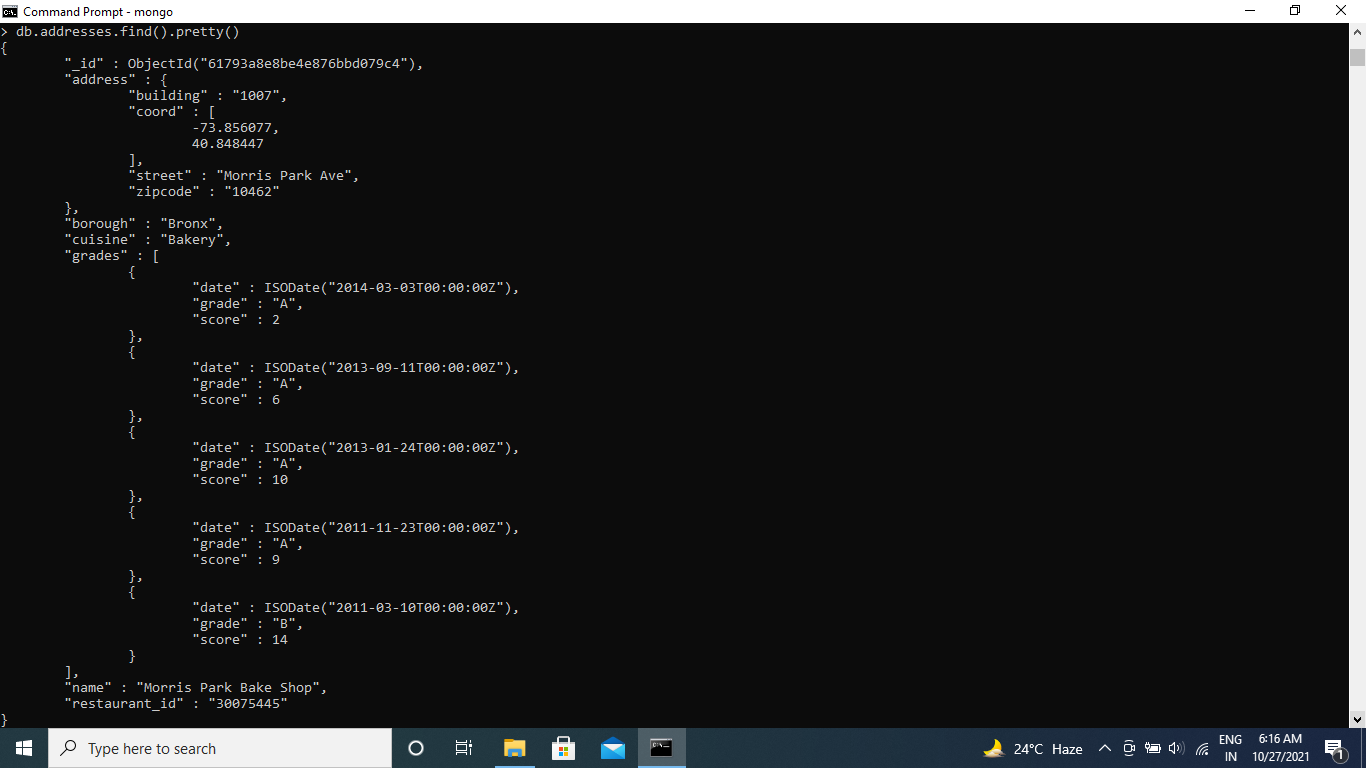 Command Prompt - mongo
> db.addresses.find().pretty()
{
        "_id" : ObjectId("61793a8e8be4e876bbd079c4"),
        "address" : {
                "building" : "1007",
                "coord" : [
                        -73.856077,
                        40.848447
                ],
                "street" : "Morris Park Ave",
                "zipcode" : "10462"
        },
        "borough" : "Bronx",
        "cuisine" : "Bakery",
        "grades" : [
                {
                        "date" : ISODate("2014-03-03T00:00:00Z"),
                        "grade" : "A",
                        "score" : 2
                },
                {
                        "date" : ISODate("2013-09-11T00:00:00Z"),
                        "grade" : "A",
                        "score" : 6
                },
                {
                        "date" : ISODate("2013-01-24T00:00:00Z"),
                        "grade" : "A",
                        "score" : 10
                },
                {
                        "date" : ISODate("2011-11-23T00:00:00Z"),
                        "grade" : "A",
                        "score" : 9
                },
                {
                        "date" : ISODate("2011-03-10T00:00:00Z"),
                        "grade" : "B",
                        "score" : 14
                }
        ],
        "name" : "Morris Park Bake Shop",
        "restaurant_id" : "30075445"
}
Type here to search
24°C Haze
ENG
IN
6:16 AM
10/27/2021
1